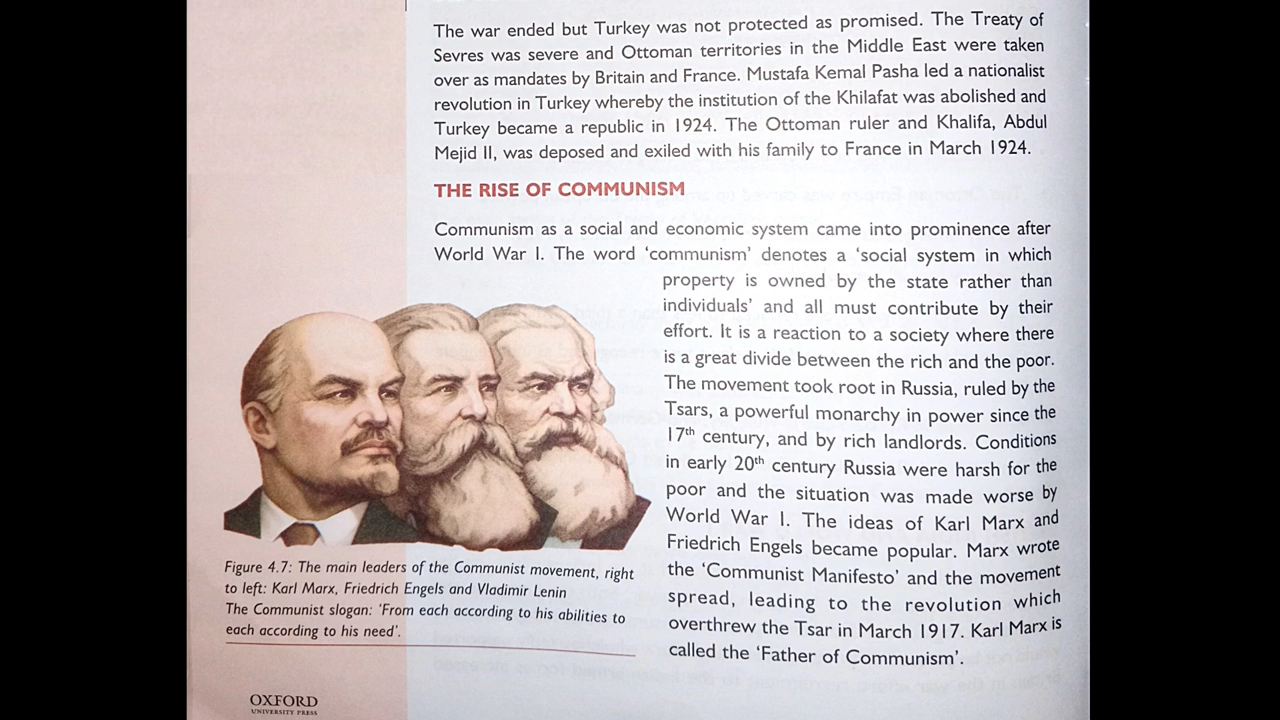 The war ended but Turkey was not protected as promised. The Treaty of
Sevres was severe and Ottoman territories in the Middle East were taken
over as mandates by Britain and France. Mustafa Kemal Pasha led a nationalist
revolution in Turkey whereby the institution of the Khilafat was abolished and
Turkey became a republic in 1924. The Ottoman ruler and Khalifa, Abdul
Mejid II, was deposed and exiled with his family to France in March 1924.
THE RISE OF COMMUNISM
Communism as a social and economic system came into prominence after
World War I. The word ‘communism’ denotes a ‘social system in which
property is owned by the state rather than
individuals’ and all must contribute by their
effort. It is a reaction to a society where there
is a great divide between the rich and the poor.
The movement took root in Russia, ruled by the
Tsars, a powerful monarchy in power since the
17th century, and by rich landlords. Conditions
in early 20th century Russia were harsh for the
poor and the situation was made worse by
World War I. The ideas of Karl Marx and
Friedrich Engels became popular. Marx wrote
the ‘Communist Manifesto’ and the movement
spread, leading to the revolution which
overthrew the Tsar in March 1917. Karl Marx is
called the ‘Father of Communism’.
Figure 4.7: The main leaders of the Communist movement, right
to left: Karl Marx, Friedrich Engels and Vladimir Lenin
The Communist slogan: ‘From each according to his abilities to
each according to his need’.
OXFORD
UNIVERSITY PRESS